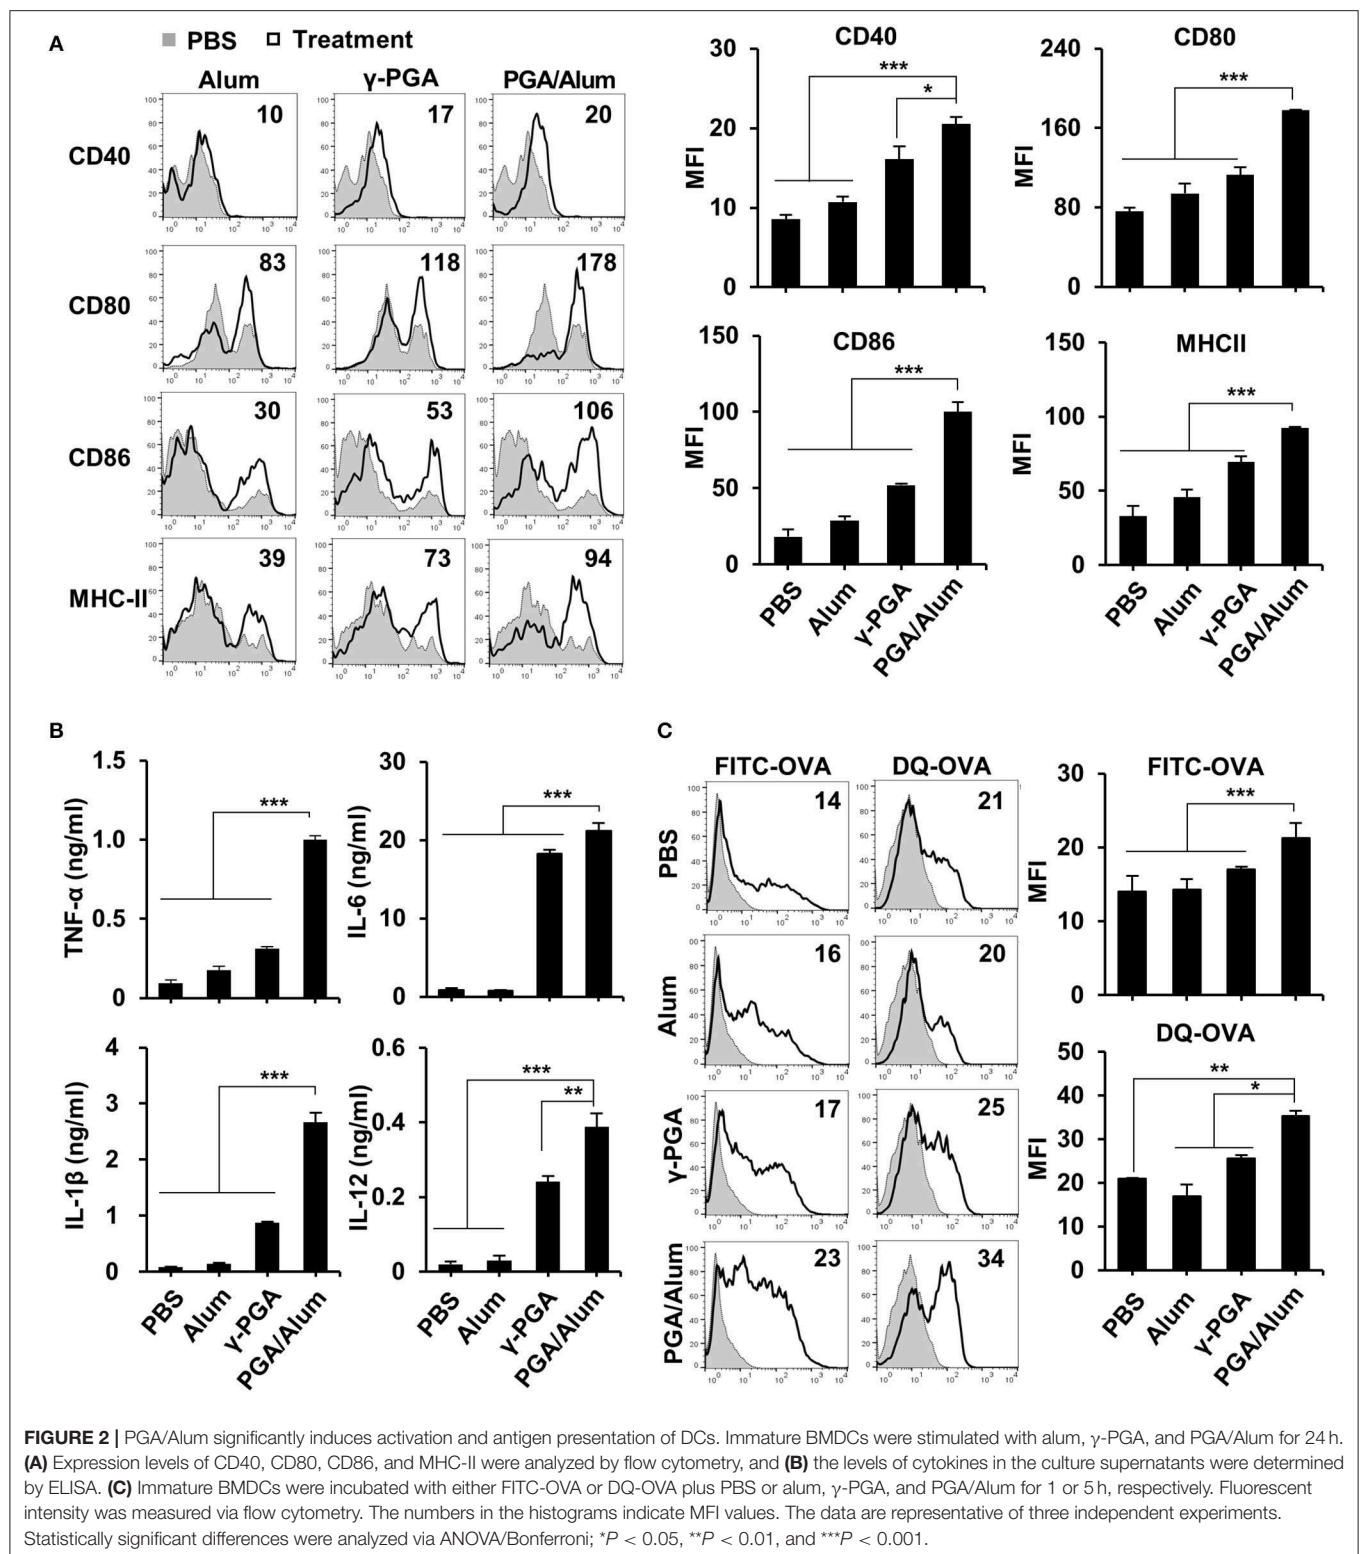 A
PBS Treatment
Alum γ-PGA PGA/Alum
CD40 10 17 20
CD80 83 118 178
CD86 30 53 106
MHC-II 39 73 94
CD40
MFI
30
20
10
0
***
*
CD80
MFI
240
160
80
0
***
CD86
MFI
150
100
50
0
***
PBS Alum γ-PGA PGA/Alum
MHCII
MFI
150
100
50
0
***
PBS Alum γ-PGA PGA/Alum
B
TNF-α (ng/ml)
1.5
1.0
0.5
0
***
IL-6 (ng/ml)
30
20
10
0
***
IL-1β (ng/ml)
4
3
2
1
0
***
PBS Alum γ-PGA PGA/Alum
IL-12 (ng/ml)
0.6
0.4
0.2
0
***
**
PBS Alum γ-PGA PGA/Alum
C
FITC-OVA DQ-OVA
PBS 14 21
Alum 16 20
γ-PGA 17 25
PGA/Alum 23 34
FITC-OVA
MFI
30
20
10
0
***
DQ-OVA
MFI
50
40
30
20
10
0
**
*
PBS Alum γ-PGA PGA/Alum
FIGURE 2 | PGA/Alum significantly induces activation and antigen presentation of DCs. Immature BMDCs were stimulated with alum, γ-PGA, and PGA/Alum for 24 h.
(A) Expression levels of CD40, CD80, CD86, and MHC-II were analyzed by flow cytometry, and (B) the levels of cytokines in the culture supernatants were determined
by ELISA. (C) Immature BMDCs were incubated with either FITC-OVA or DQ-OVA plus PBS or alum, γ-PGA, and PGA/Alum for 1 or 5 h, respectively. Fluorescent
intensity was measured via flow cytometry. The numbers in the histograms indicate MFI values. The data are representative of three independent experiments.
Statistically significant differences were analyzed via ANOVA/Bonferroni; *P < 0.05, **P < 0.01, and ***P < 0.001.